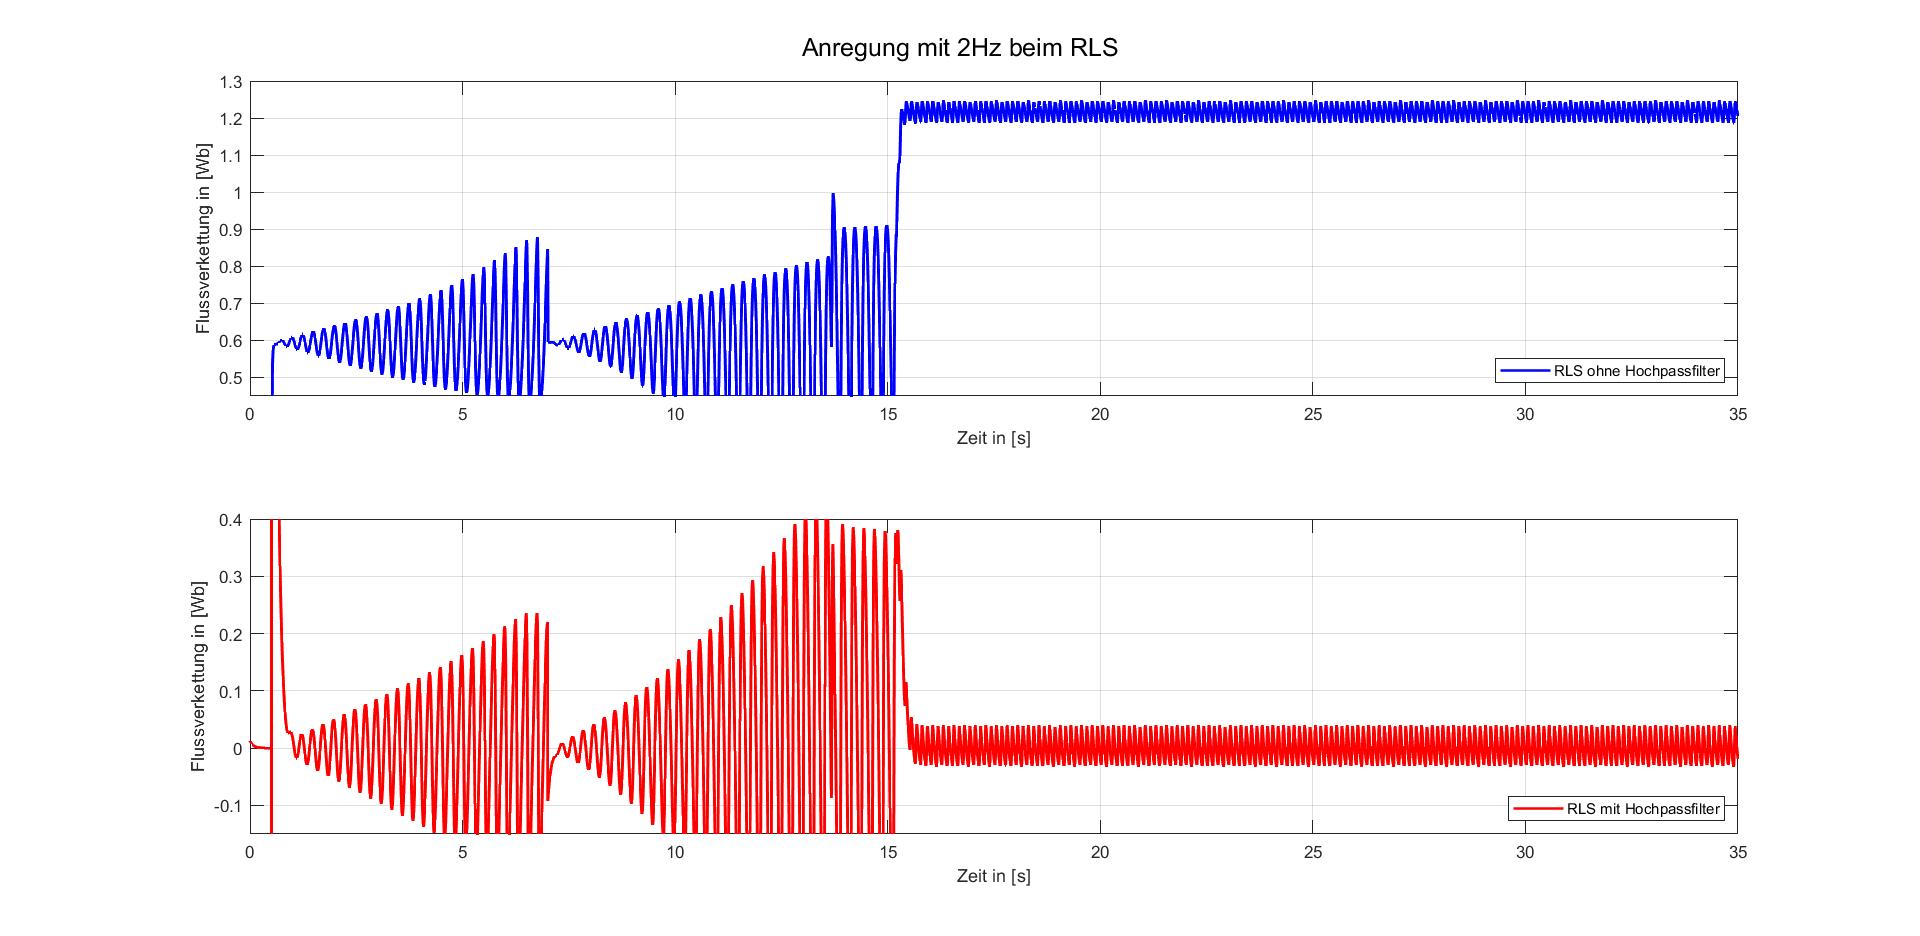 Anregung mit 2Hz beim RLS
1.3
1.2
1.1
1
0.9
0.8
0.7
0.6
0.5
Flussverkettung in [Wb]
RLS ohne Hochpassfilter
0 5 10 15 20 25 30 35
Zeit in [s]
0.4
0.3
0.2
0.1
0
-0.1
Flussverkettung in [Wb]
RLS mit Hochpassfilter
0 5 10 15 20 25 30 35
Zeit in [s]